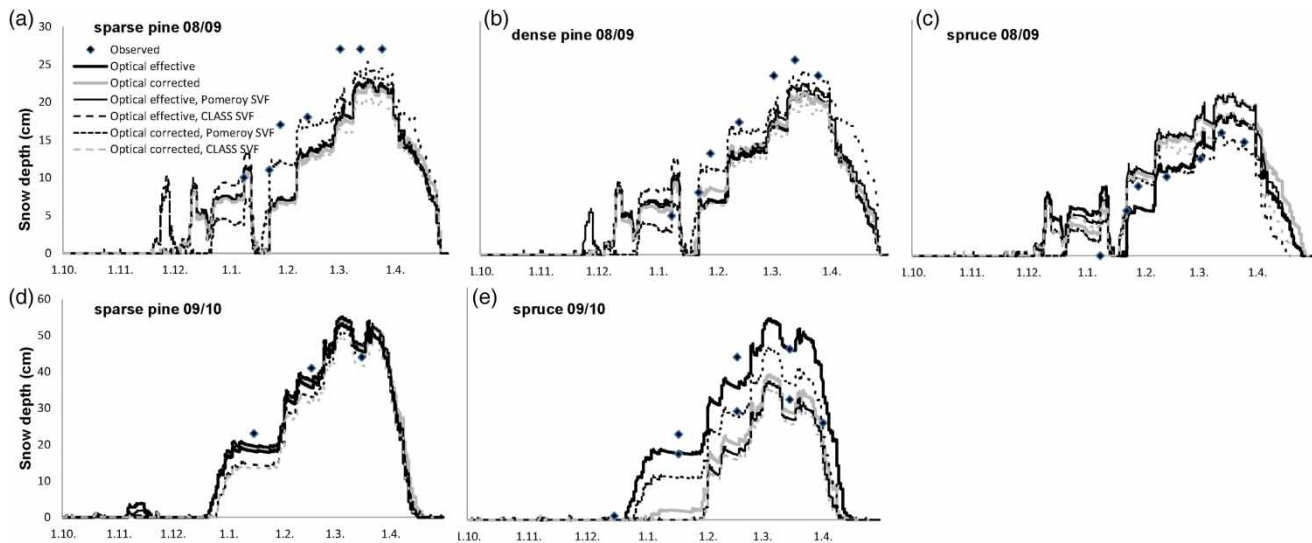 (a)
sparse pine 08/09
Snow depth (cm)
30
25
20
15
10
5
0
Observed
Optical effective
Optical corrected
Optical effective, Pomeroy SVF
Optical effective, CLASS SVF
Optical corrected, Pomeroy SVF
Optical corrected, CLASS SVF
1.10. 1.11. 1.12. 1.1. 1.2. 1.3. 1.4.
(b)
dense pine 08/09
1.10. 1.11. 1.12. 1.1. 1.2. 1.3. 1.4.
(c)
spruce 08/09
1.10. 1.11. 1.12. 1.1. 1.2. 1.3. 1.4.
(d)
sparse pine 09/10
Snow depth (cm)
60
50
40
30
20
10
0
1.10. 1.11. 1.12. 1.1. 1.2. 1.3. 1.4.
(e)
spruce 09/10
1.10. 1.11. 1.12. 1.1. 1.2. 1.3. 1.4.